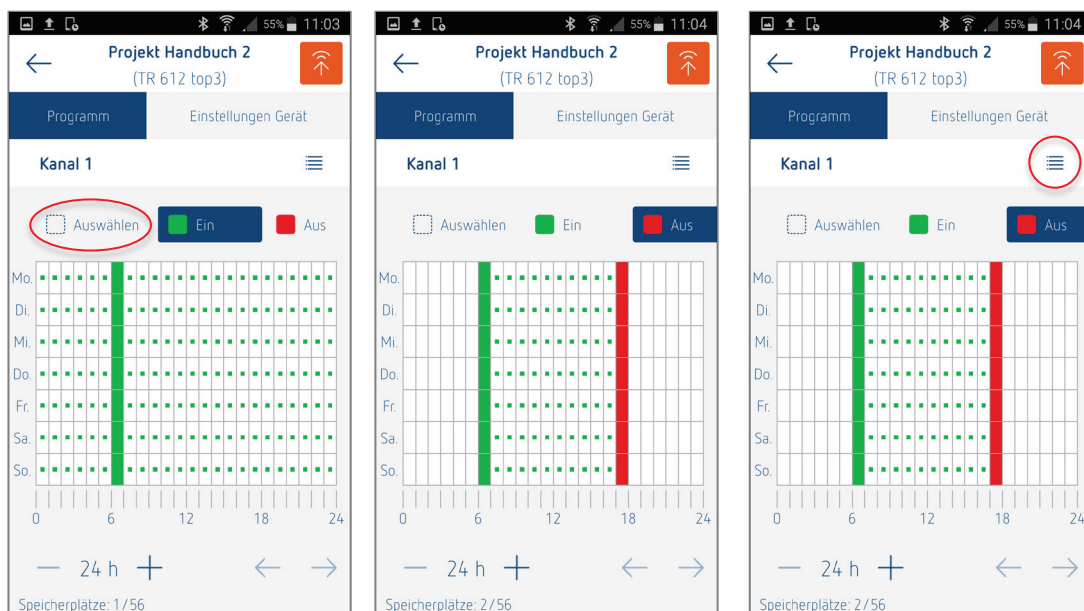 55% 11:03
Projekt Handbuch 2
(TR 612 top3)
Programm Einstellungen Gerät
Kanal 1
Auswählen Ein Aus
Mo.
Di.
Mi.
Do.
Fr.
Sa.
So.
0 6 12 18 24
24 h
Speicherplätze: 1/56
55% 11:04
Projekt Handbuch 2
(TR 612 top3)
Programm Einstellungen Gerät
Kanal 1
Auswählen Ein Aus
Mo.
Di.
Mi.
Do.
Fr.
Sa.
So.
0 6 12 18 24
24 h
Speicherplätze: 2/56
55% 11:04
Projekt Handbuch 2
(TR 612 top3)
Programm Einstellungen Gerät
Kanal 1
Auswählen Ein Aus
Mo.
Di.
Mi.
Do.
Fr.
Sa.
So.
0 6 12 18 24
24 h
Speicherplätze: 2/56